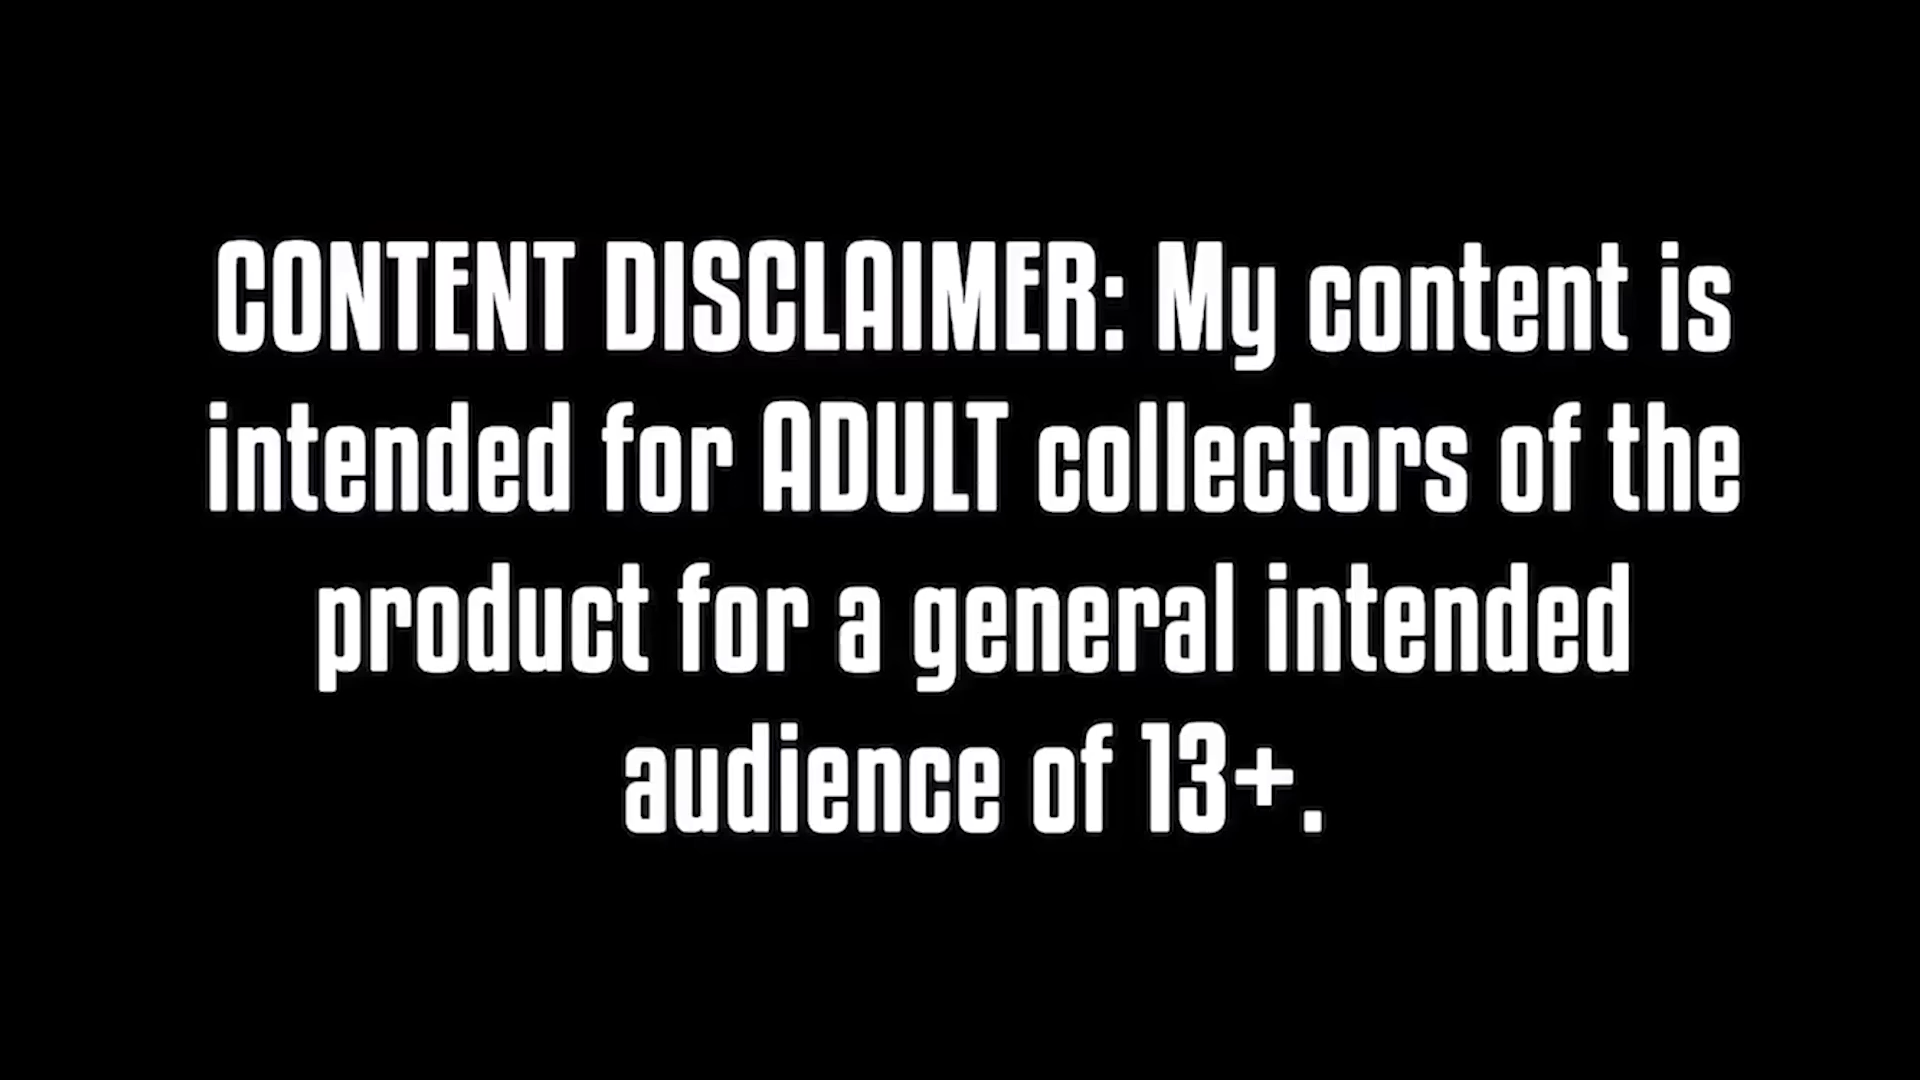 CONTENT DISCLAIMER: My content is
intended for ADULT collectors of the
product for a general intended
audience of 13+.